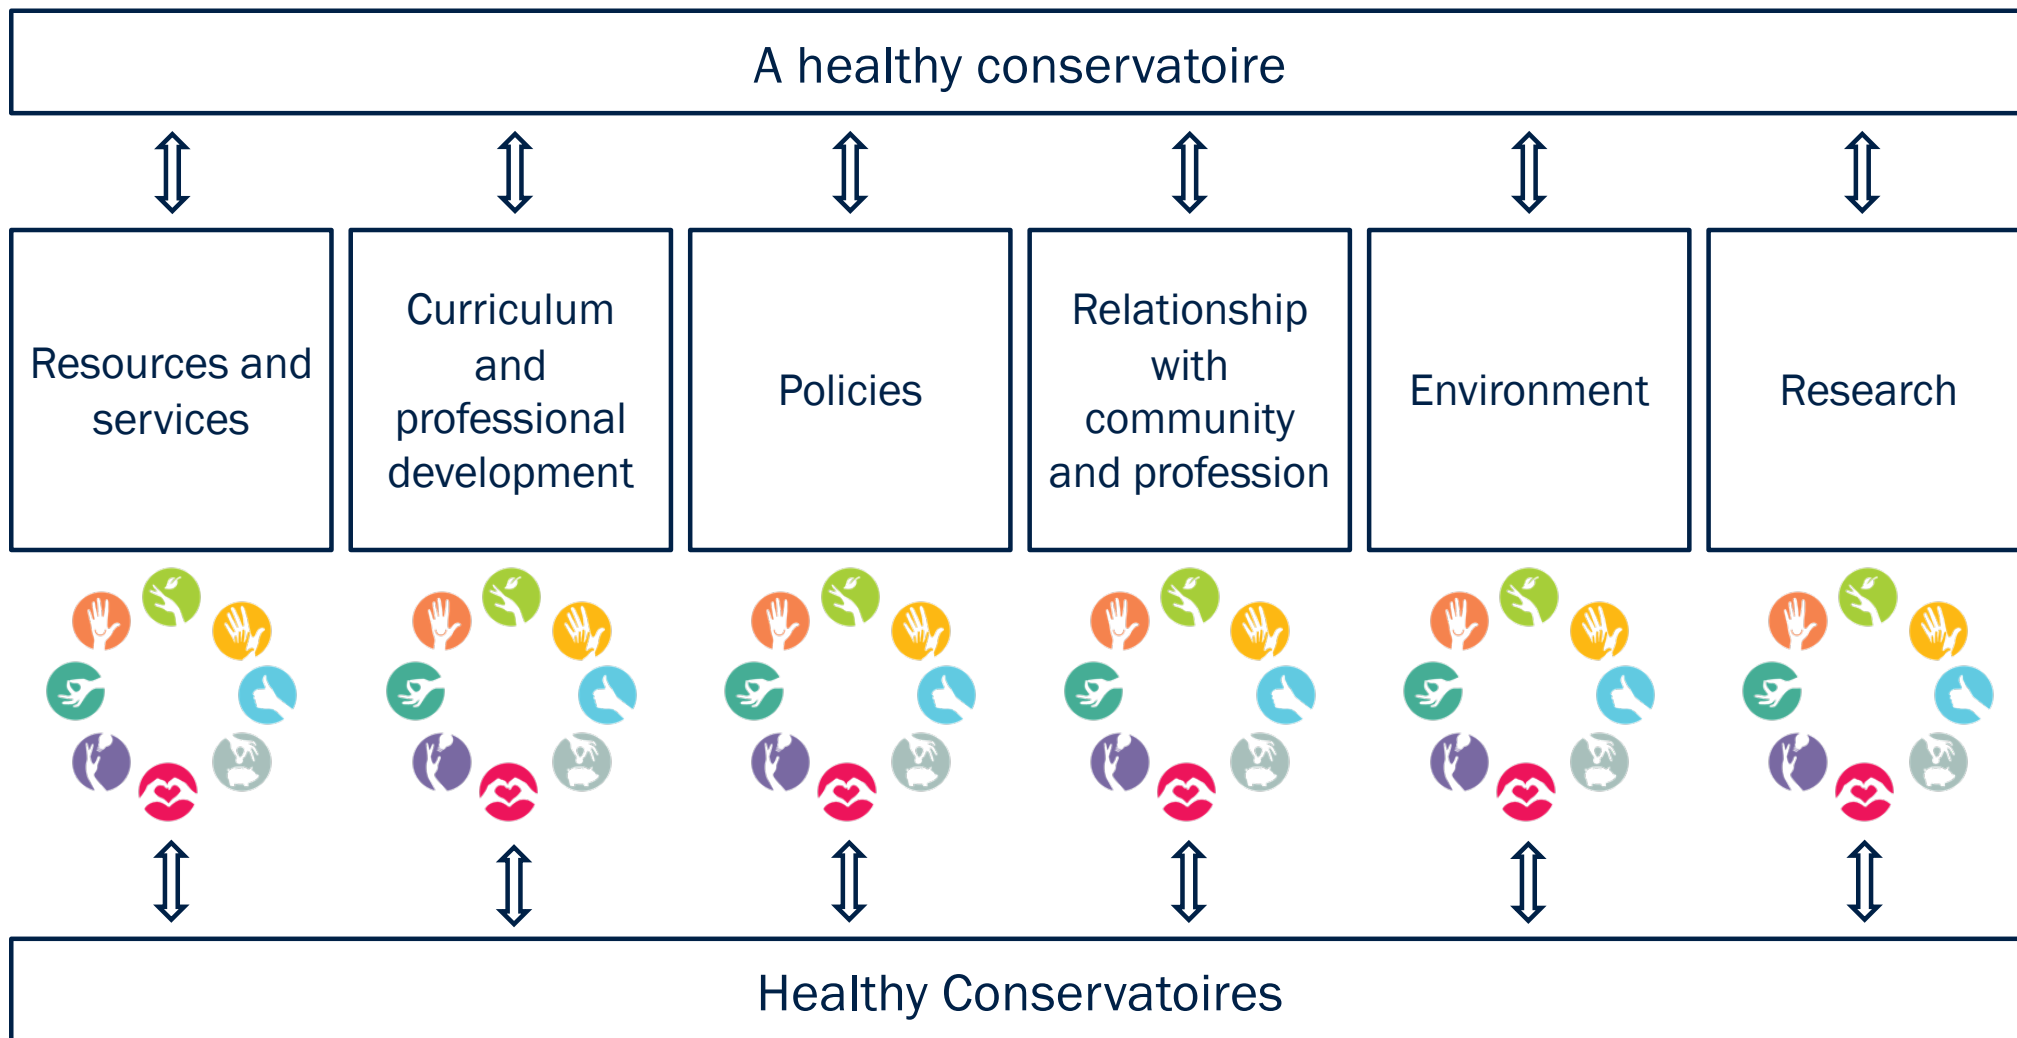 A healthy conservatoire
Resources and
services
Curriculum
and
professional
development
Policies
Relationship
with
community
and profession
Environment
Research
Healthy Conservatoires